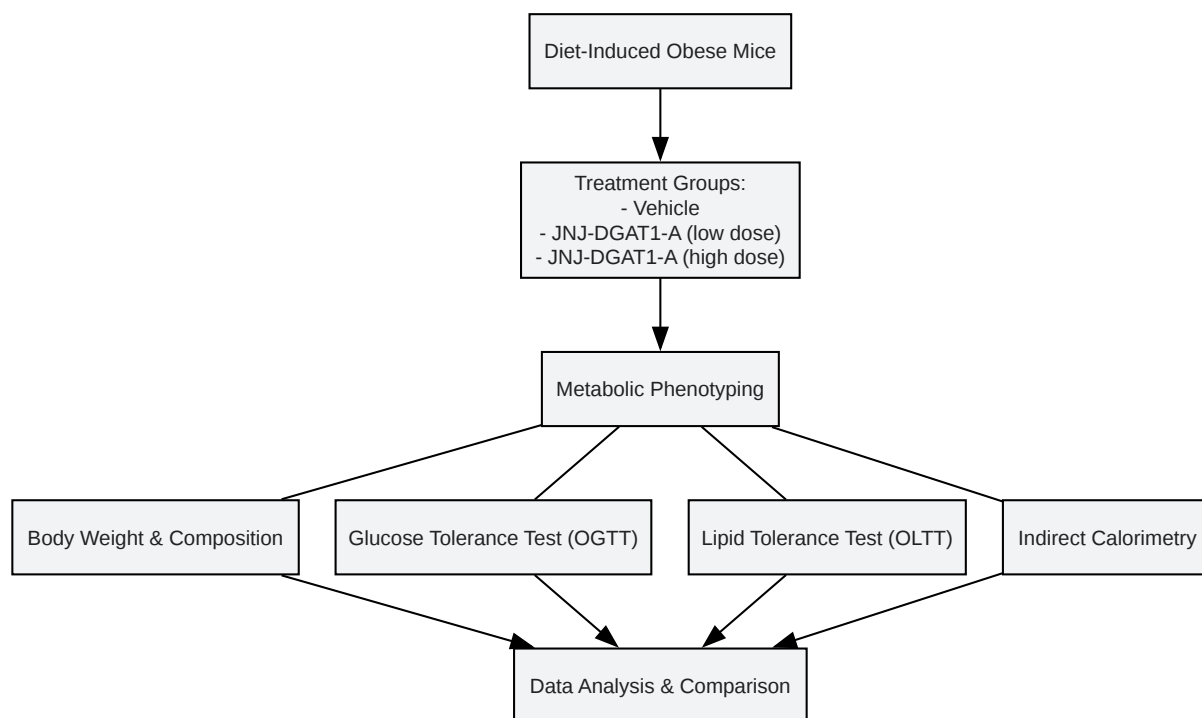 Diet-Induced Obese Mice
Treatment Groups:
- Vehicle
- JNJ-DGAT1-A (low dose)
- JNJ-DGAT1-A (high dose)
Metabolic Phenotyping
Body Weight & Composition
Glucose Tolerance Test (OGTT)
Lipid Tolerance Test (OLTT)
Indirect Calorimetry
Data Analysis & Comparison